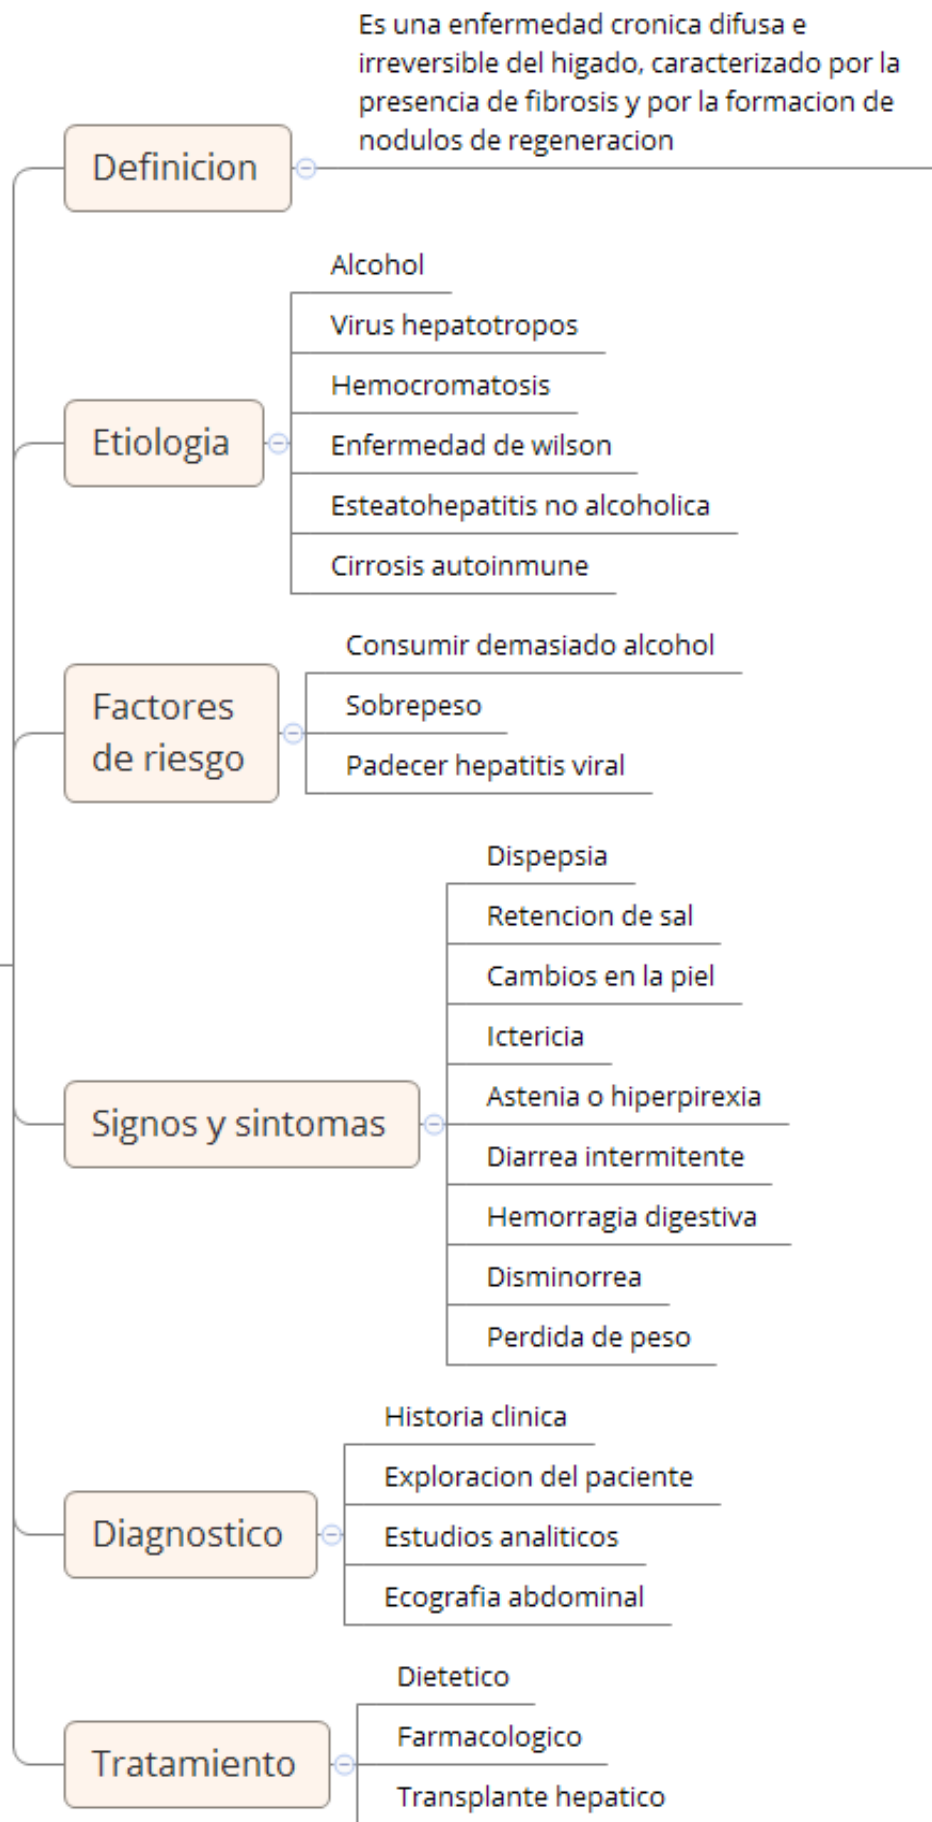 Es una enfermedad cronica difusa e
irreversible del higado, caracterizado por la
presencia de fibrosis y por la formacion de
nodulos de regeneracion
Definicion
Alcohol
Virus hepatotropos
Hemocromatosis
Etiologia
Enfermedad de wilson
Esteatohepatitis no alcoholica
Cirrosis autoinmune
Consumir demasiado alcohol
Factores
de riesgo
Sobrepeso
Padecer hepatitis viral
Dispepsia
Retencion de sal
Cambios en la piel
Ictericia
Astenia o hiperpirexia
Signos y sintomas
Diarrea intermitente
Hemorragia digestiva
Disminorrea
Perdida de peso
Historia clinica
Exploracion del paciente
Diagnostico
Estudios analiticos
Ecografia abdominal
Dietetico
Farmacologico
Tratamiento
Transplante hepatico